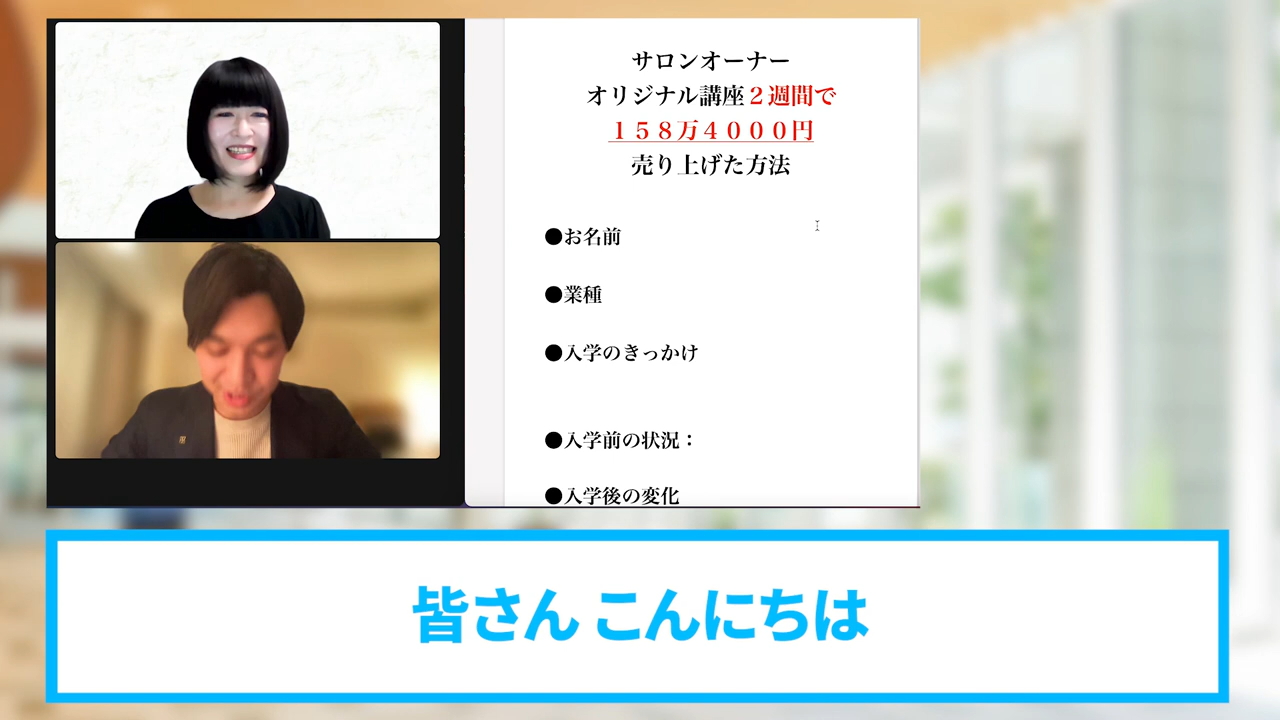 サロンオーナー
オリジナル講座２週間で
１５８万４０００円
売り上げた方法
●お名前
●業種
●入学のきっかけ
●入学前の状況：
●入学後の変化
皆さん こんにちは